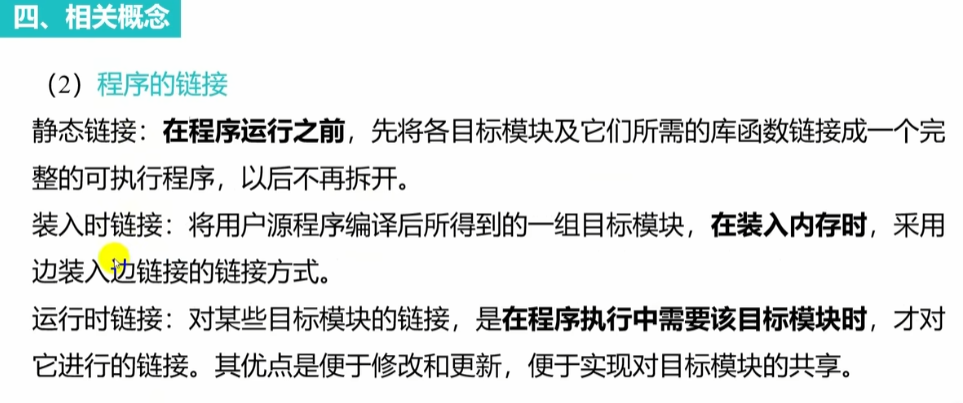 四、相关概念
（2）程序的链接
静态链接：在程序运行之前，先将各目标模块及它们所需的库函数链接成一个完
整的可执行程序，以后不再拆开。
装入时链接：将用户源程序编译后所得到的一组目标模块，在装入内存时，采用
边装入边链接的链接方式。
运行时链接：对某些目标模块的链接，是在程序执行中需要该目标模块时，才对
它进行的链接。其优点是便于修改和更新，便于实现对目标模块的共享。